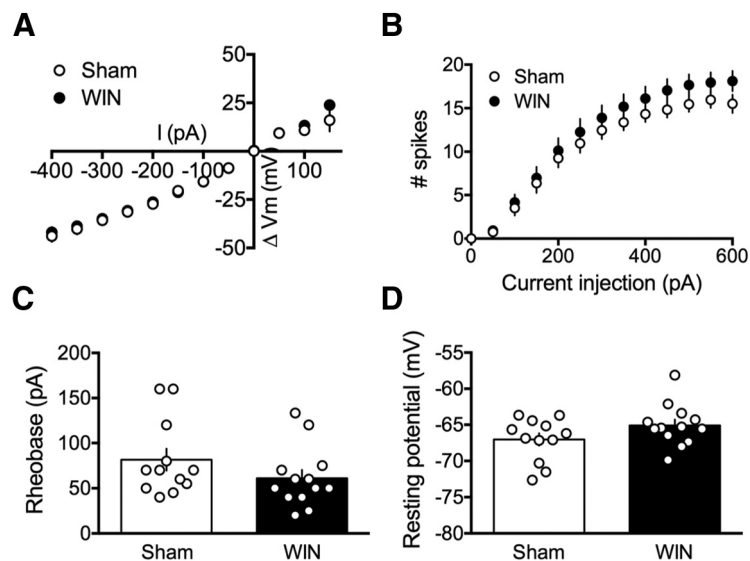 A
50
Sham
WIN
25
I (pA)
-400 -300 -200 -100 100
-25
-50
Δ Vm (mV)
B
20
Sham
WIN
15
10
5
0
# spikes
0 200 400 600
Current injection (pA)
C
200
150
100
50
0
Rheobase (pA)
Sham WIN
D
-55
-60
-65
-70
-75
-80
Resting potential (mV)
Sham WIN